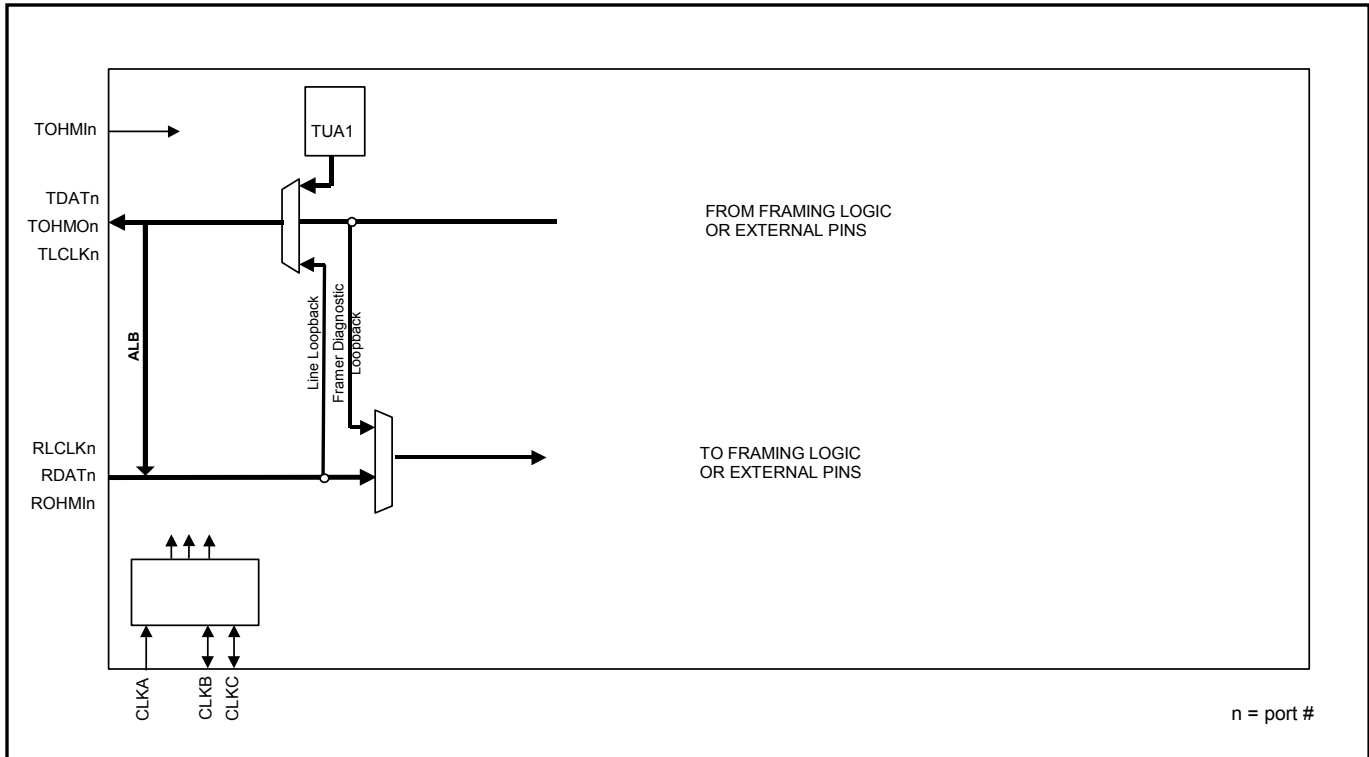 TOHMIn
TUA1
TDATn
TOHMOn
TLCLKn
FROM FRAMING LOGIC
OR EXTERNAL PINS
ALB
Line Loopback
Framer Diagnostic
Loopback
RLCLKn
RDATn
ROHMIn
TO FRAMING LOGIC
OR EXTERNAL PINS
CLKA
CLKB
CLKC
n = port #